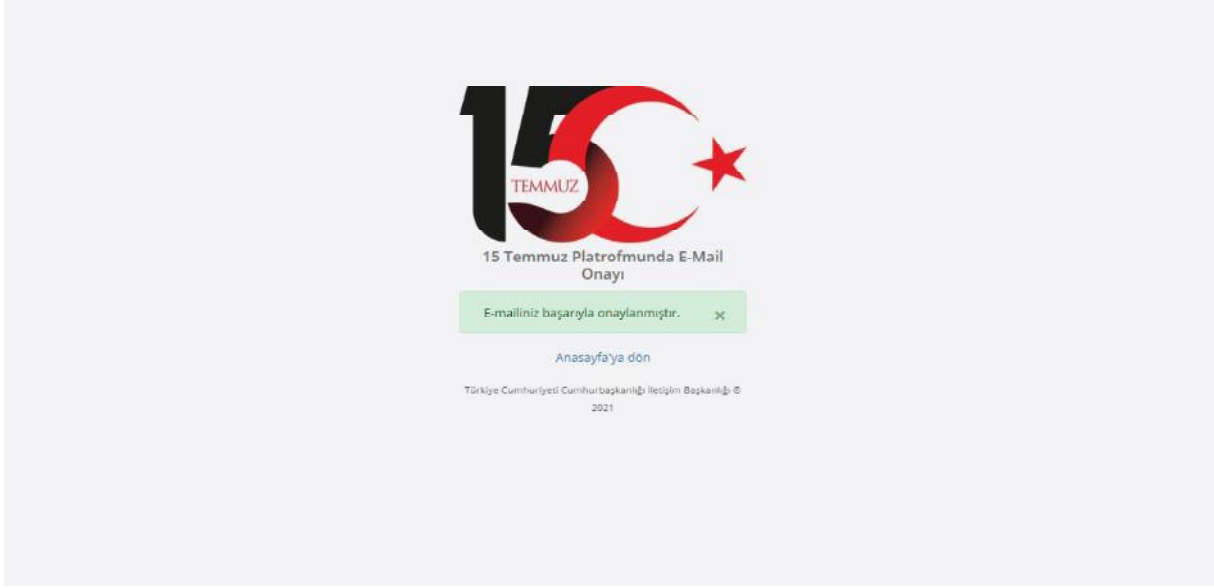 15
TEMMUZ
15 Temmuz Platrofmunda E-Mail
Onayı
E-mailiniz başarıyla onaylanmıştır. ×
Anasayfa'ya dön
Türkiye Cumhuriyeti Cumhurbaşkanlığı İletişim Başkanlığı ©
2021